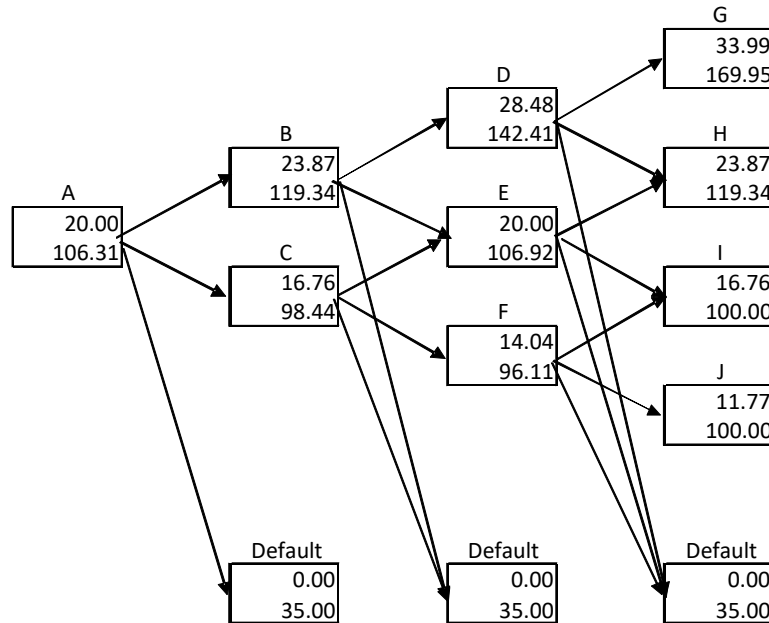 G
33.99
169.95
D
28.48
142.41
B
23.87
119.34
H
23.87
119.34
A
20.00
106.31
E
20.00
106.92
C
16.76
98.44
I
16.76
100.00
F
14.04
96.11
J
11.77
100.00
Default
0.00
35.00
Default
0.00
35.00
Default
0.00
35.00